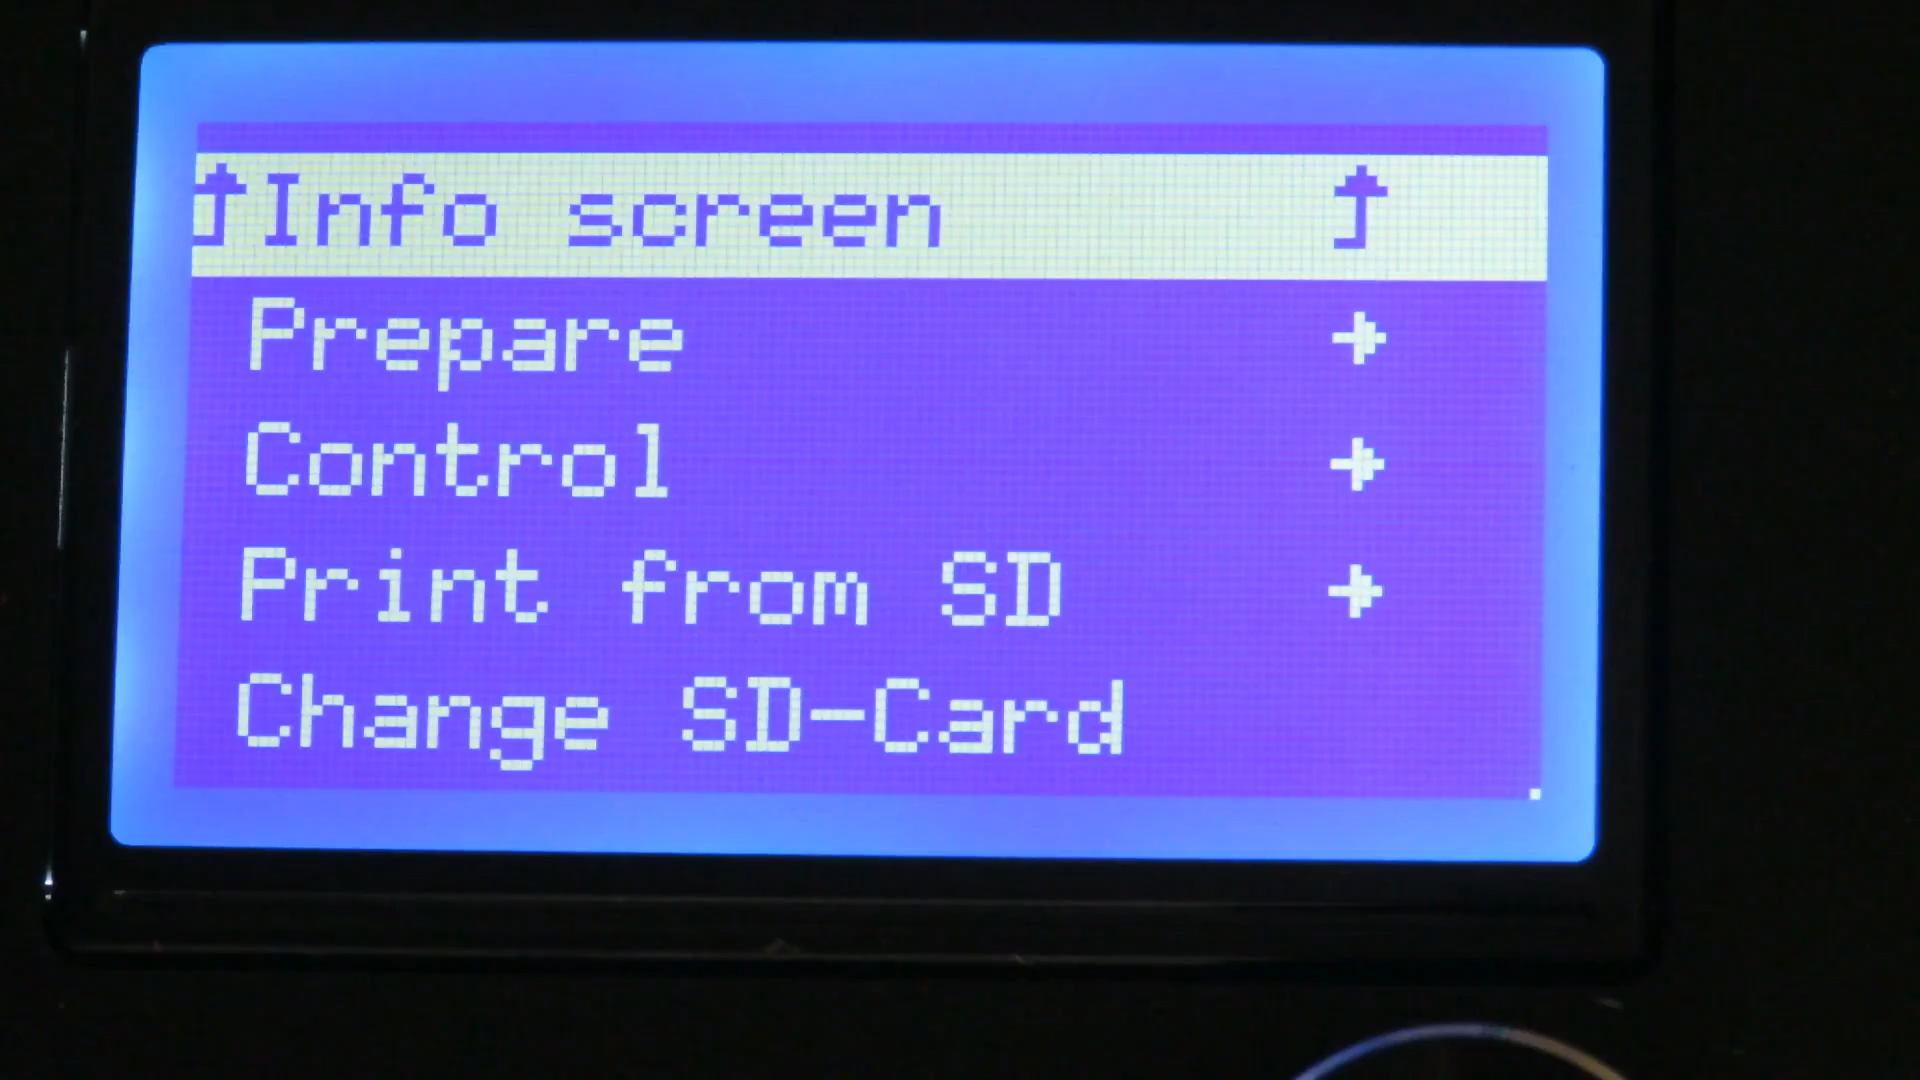 Info screen
Prepare
Control
Print from SD
Change SD-Card